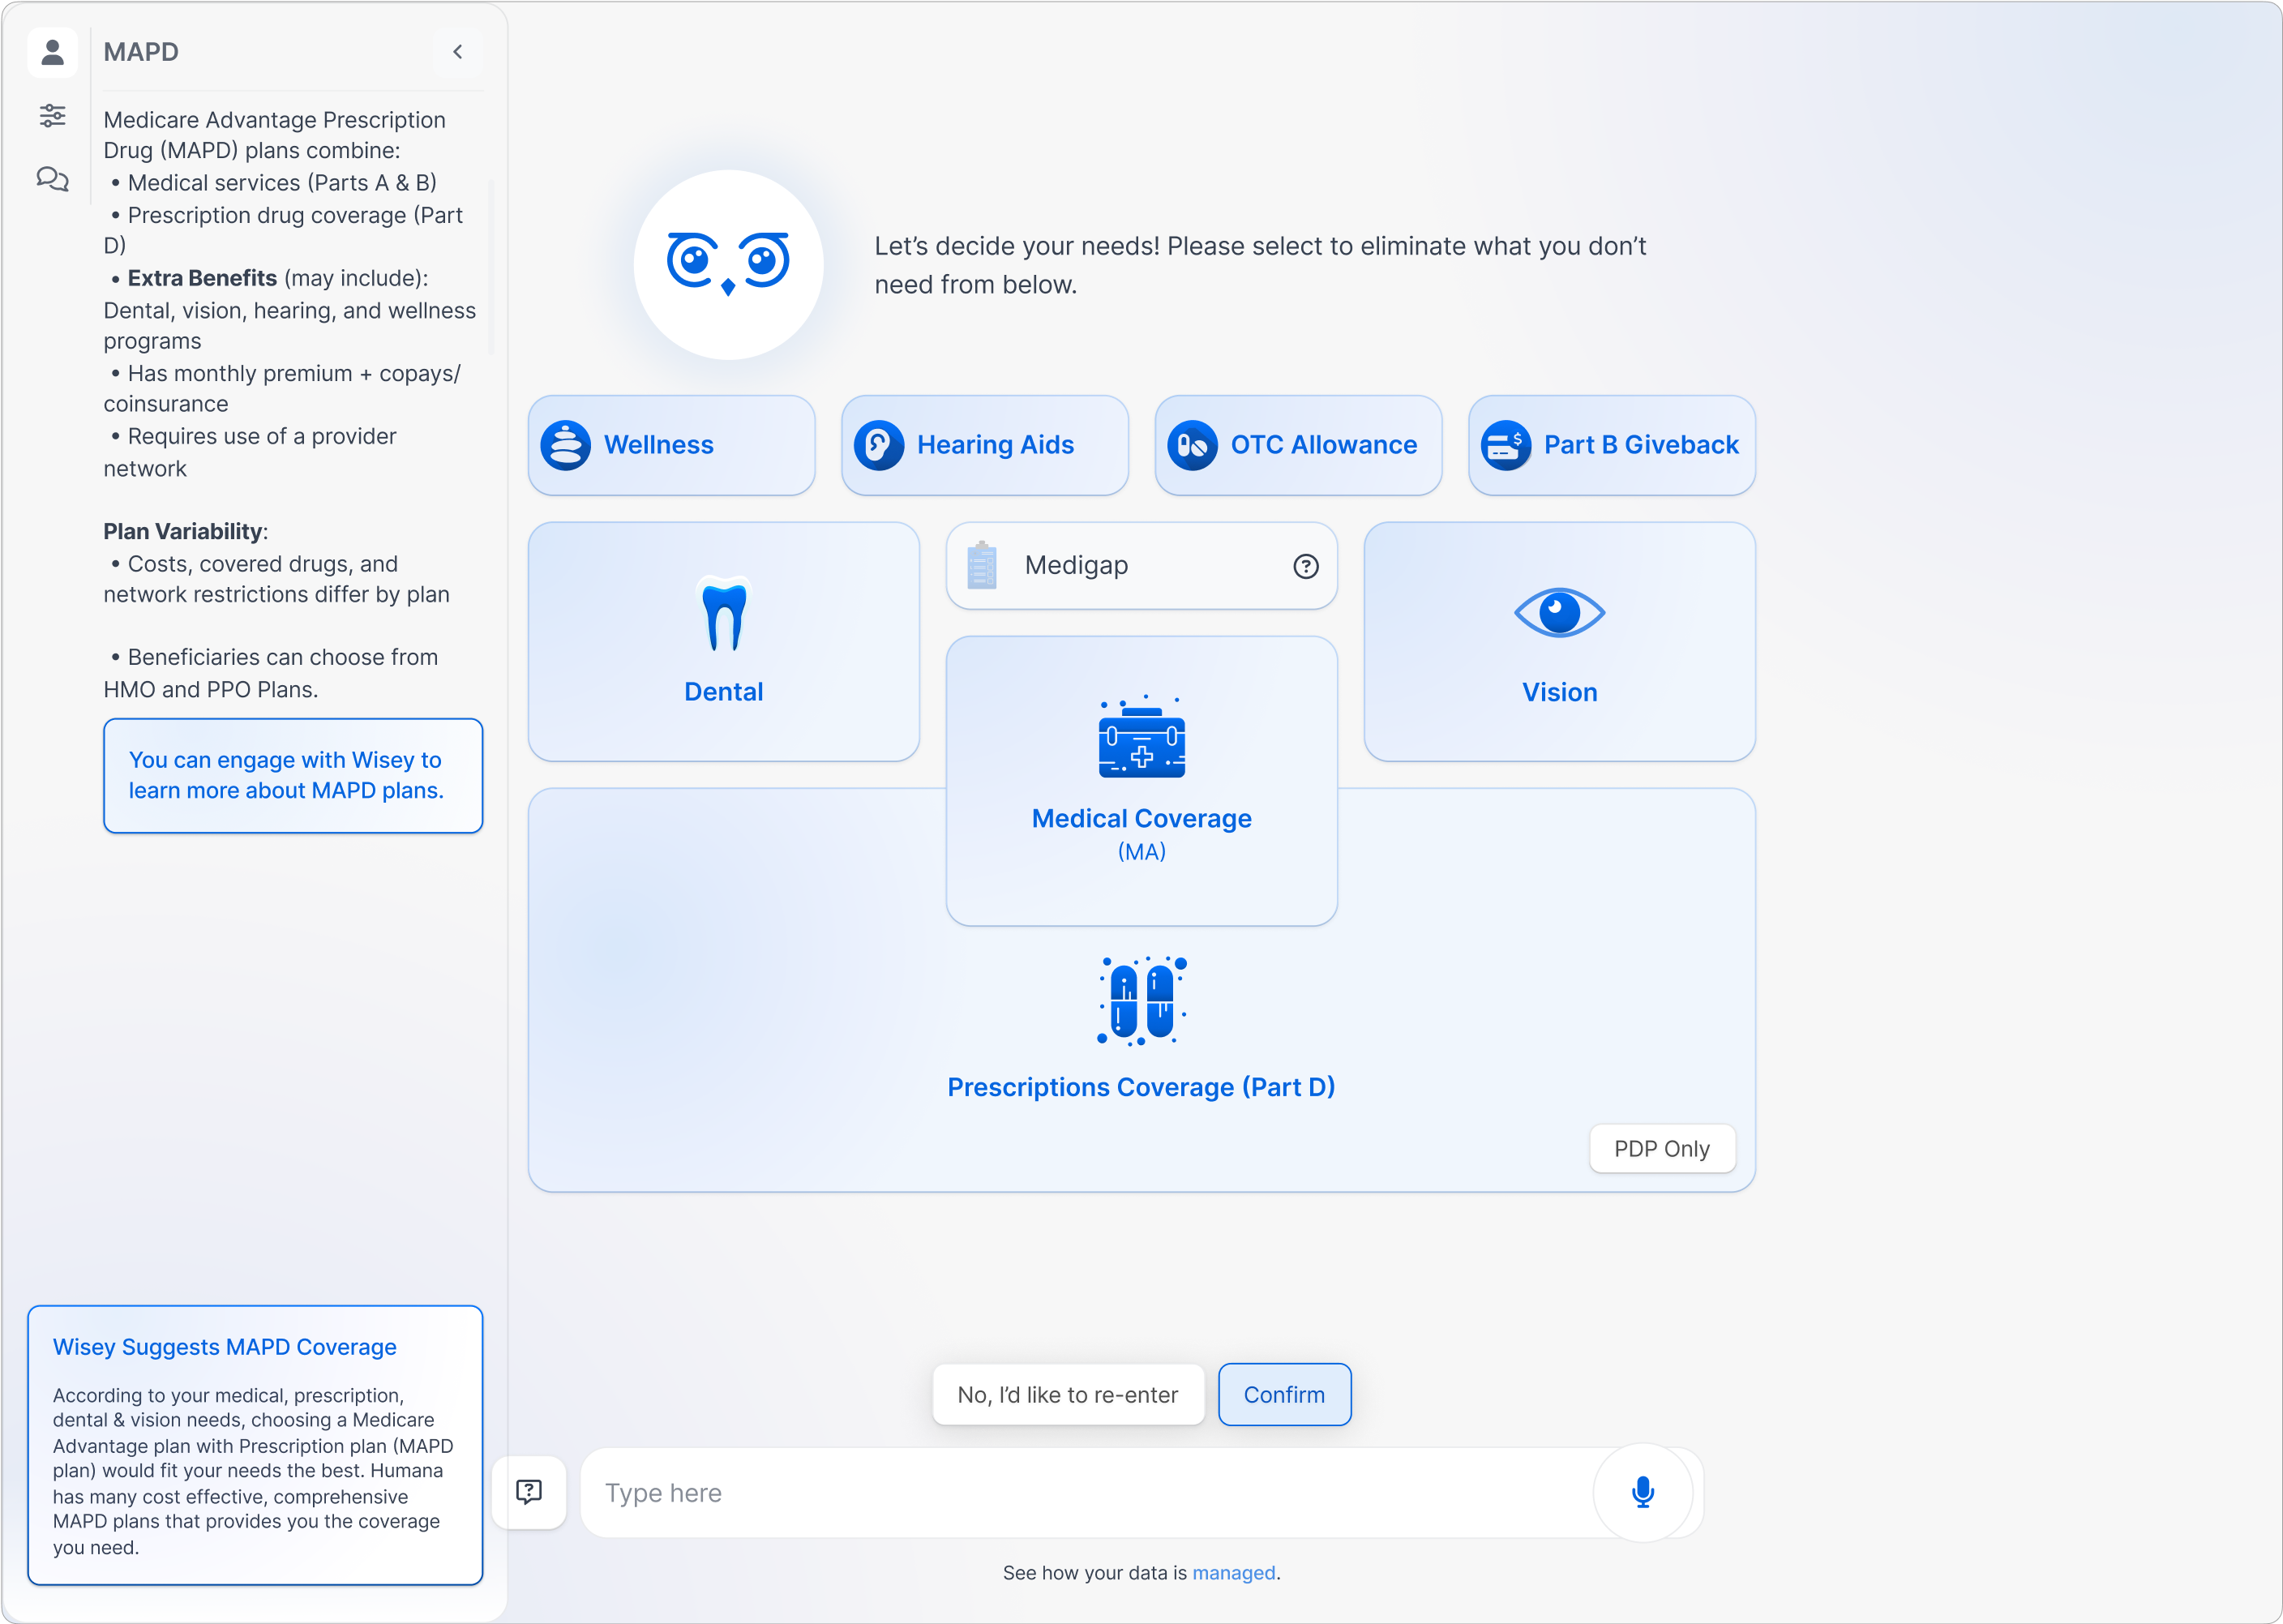 MAPD
Medicare Advantage Prescription
Drug (MAPD) plans combine:
• Medical services (Parts A & B)
• Prescription drug coverage (Part
D)
• Extra Benefits (may include):
Dental, vision, hearing, and wellness
programs
• Has monthly premium + copays/
coinsurance
• Requires use of a provider
network
Plan Variability:
• Costs, covered drugs, and
network restrictions differ by plan
• Beneficiaries can choose from
HMO and PPO Plans.
You can engage with Wisey to
learn more about MAPD plans.
Wisey Suggests MAPD Coverage
According to your medical, prescription,
dental & vision needs, choosing a Medicare
Advantage plan with Prescription plan (MAPD
plan) would fit your needs the best. Humana
has many cost effective, comprehensive
MAPD plans that provides you the coverage
you need.
Let’s decide your needs! Please select to eliminate what you don’t
need from below.
Wellness
Hearing Aids
OTC Allowance
Part B Giveback
Dental
Medigap
Vision
Medical Coverage
(MA)
Prescriptions Coverage (Part D)
PDP Only
No, I’d like to re-enter
Confirm
Type here
See how your data is managed.